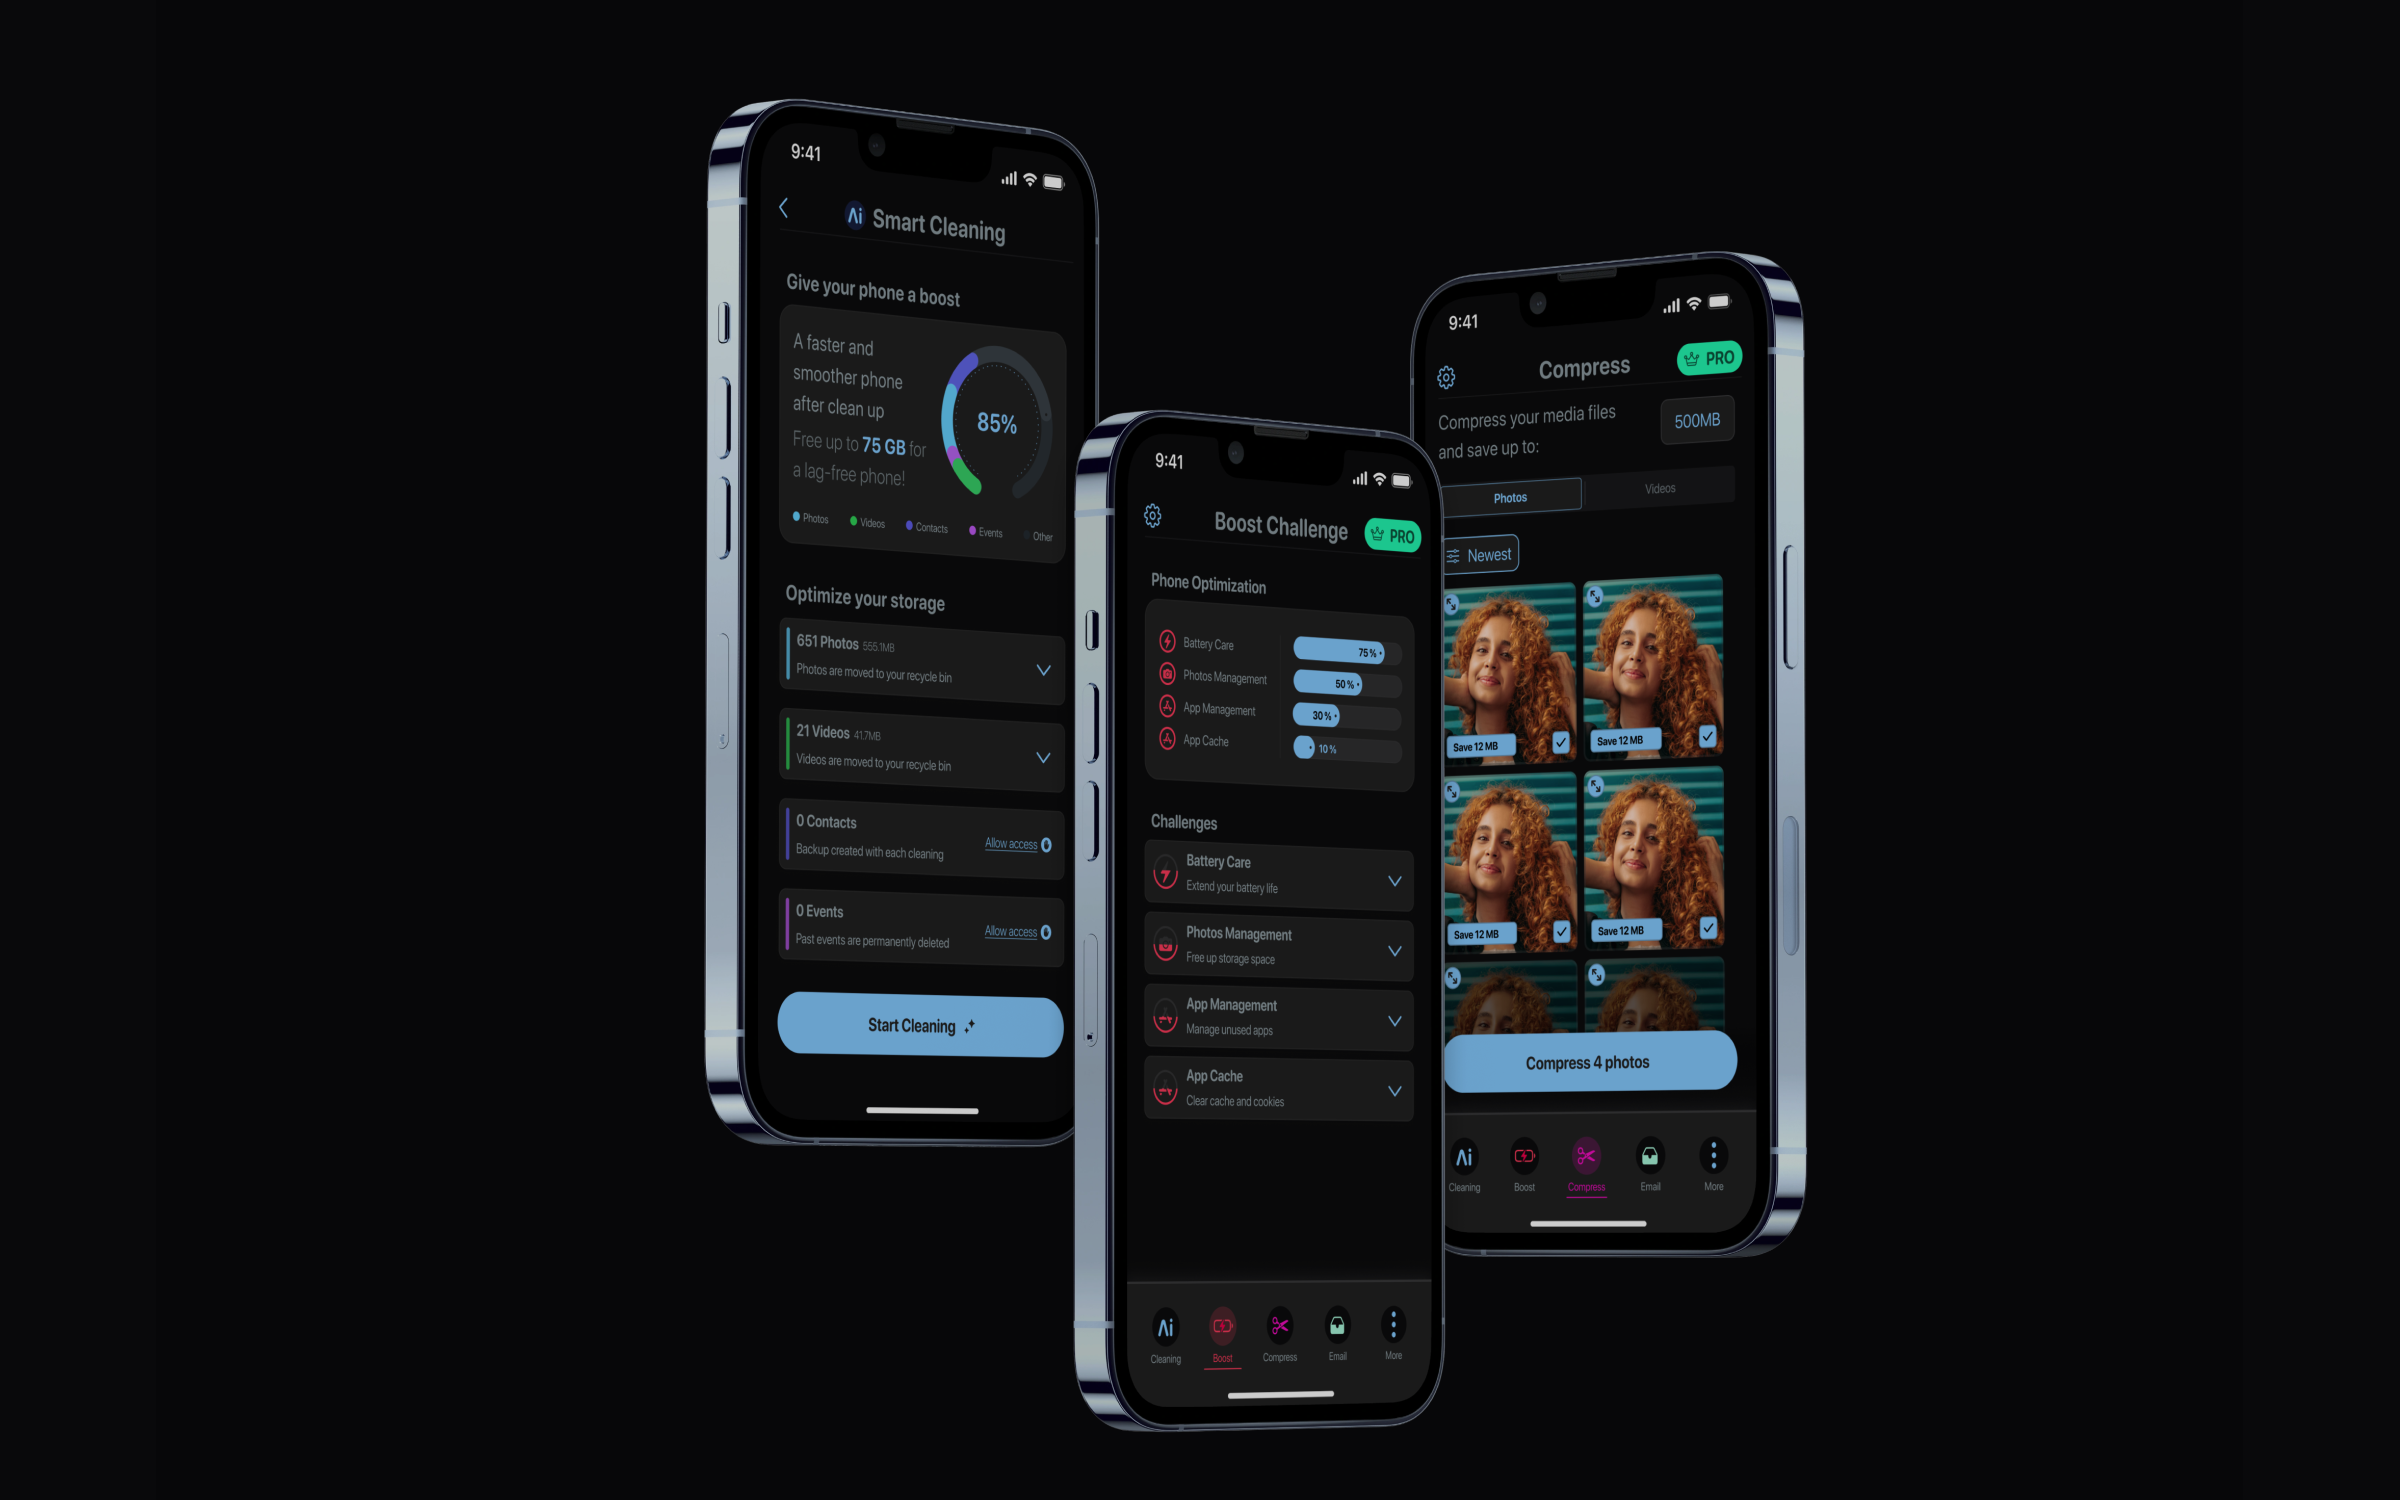 9:41
Ai Smart Cleaning
Give your phone a boost
A faster and
smoother phone
after clean up
Free up to 75 GB for
a lag-free phone!
85%
Photos
Videos
Contacts
Events
Other
Optimize your storage
651 Photos 555.1MB
Photos are moved to your recycle bin
21 Videos 41.7MB
Videos are moved to your recycle bin
0 Contacts
Backup created with each cleaning
Allow access
0 Events
Past events are permanently deleted
Allow access
Start Cleaning
9:41
Boost Challenge
PRO
Phone Optimization
Battery Care
75 %
Photos Management
50 %
App Management
30 %
App Cache
10 %
Challenges
Battery Care
Extend your battery life
Photos Management
Free up storage space
App Management
Manage unused apps
App Cache
Clear cache and cookies
Ai
Cleaning
Boost
Compress
Email
More
9:41
Compress
PRO
Compress your media files
and save up to:
500MB
Photos
Videos
Newest
Save 12 MB
Save 12 MB
Save 12 MB
Save 12 MB
Compress 4 photos
Ai
Cleaning
Boost
Compress
Email
More